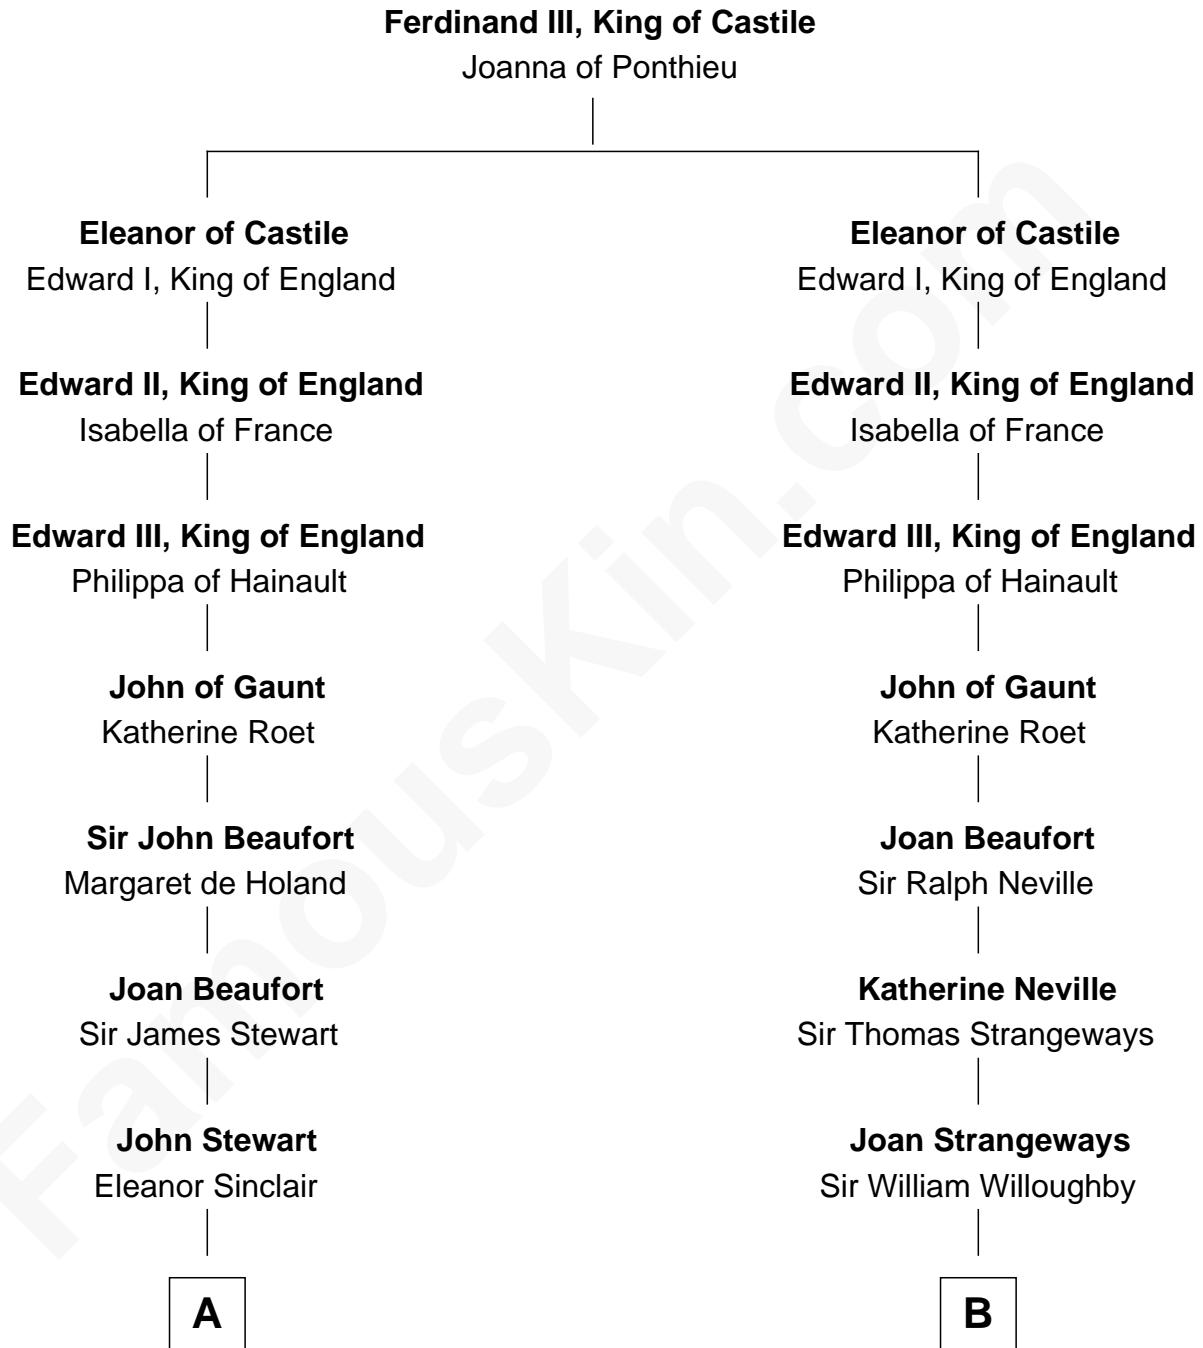 Ferdinand III, King of Castile
Joanna of Ponthieu
Eleanor of Castile
Edward I, King of England
Edward II, King of England
Isabella of France
Edward III, King of England
Philippa of Hainault
John of Gaunt
Katherine Roet
Sir John Beaufort
Margaret de Holand
Joan Beaufort
Sir James Stewart
John Stewart
Eleanor Sinclair
A
Eleanor of Castile
Edward I, King of England
Edward II, King of England
Isabella of France
Edward III, King of England
Philippa of Hainault
John of Gaunt
Katherine Roet
Joan Beaufort
Sir Ralph Neville
Katherine Neville
Sir Thomas Strangeways
Joan Strangeways
Sir William Willoughby
B
FamousKin.com